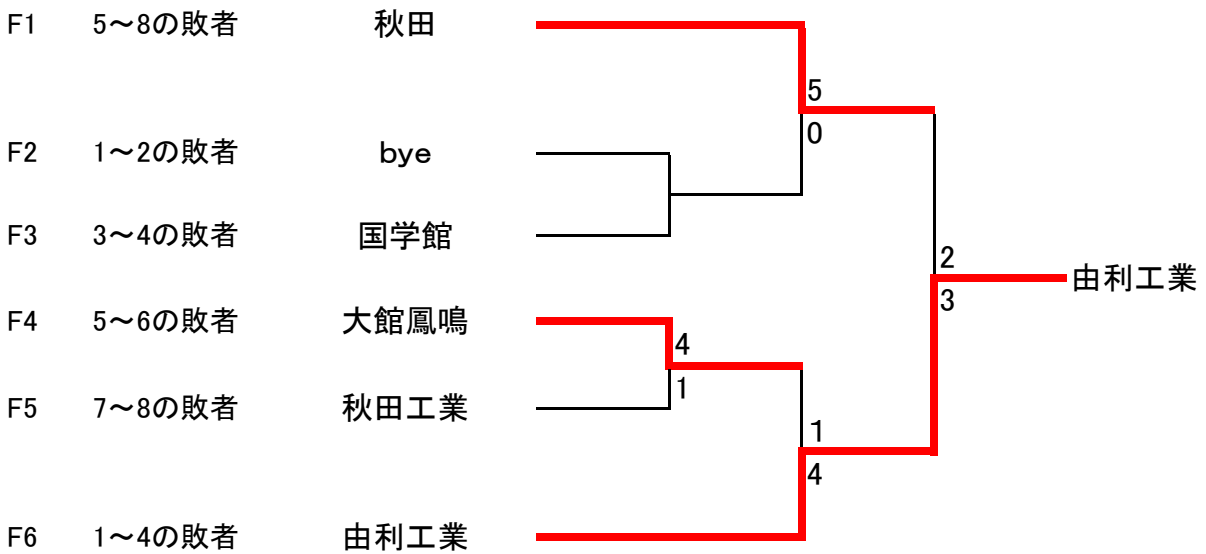 F1 5～8の敗者 秋田
5
0
F2 1～2の敗者 bye
F3 3～4の敗者 国学館
2
由利工業
3
F4 5～6の敗者 大館鳳鳴
4
1
F5 7～8の敗者 秋田工業
1
4
F6 1～4の敗者 由利工業